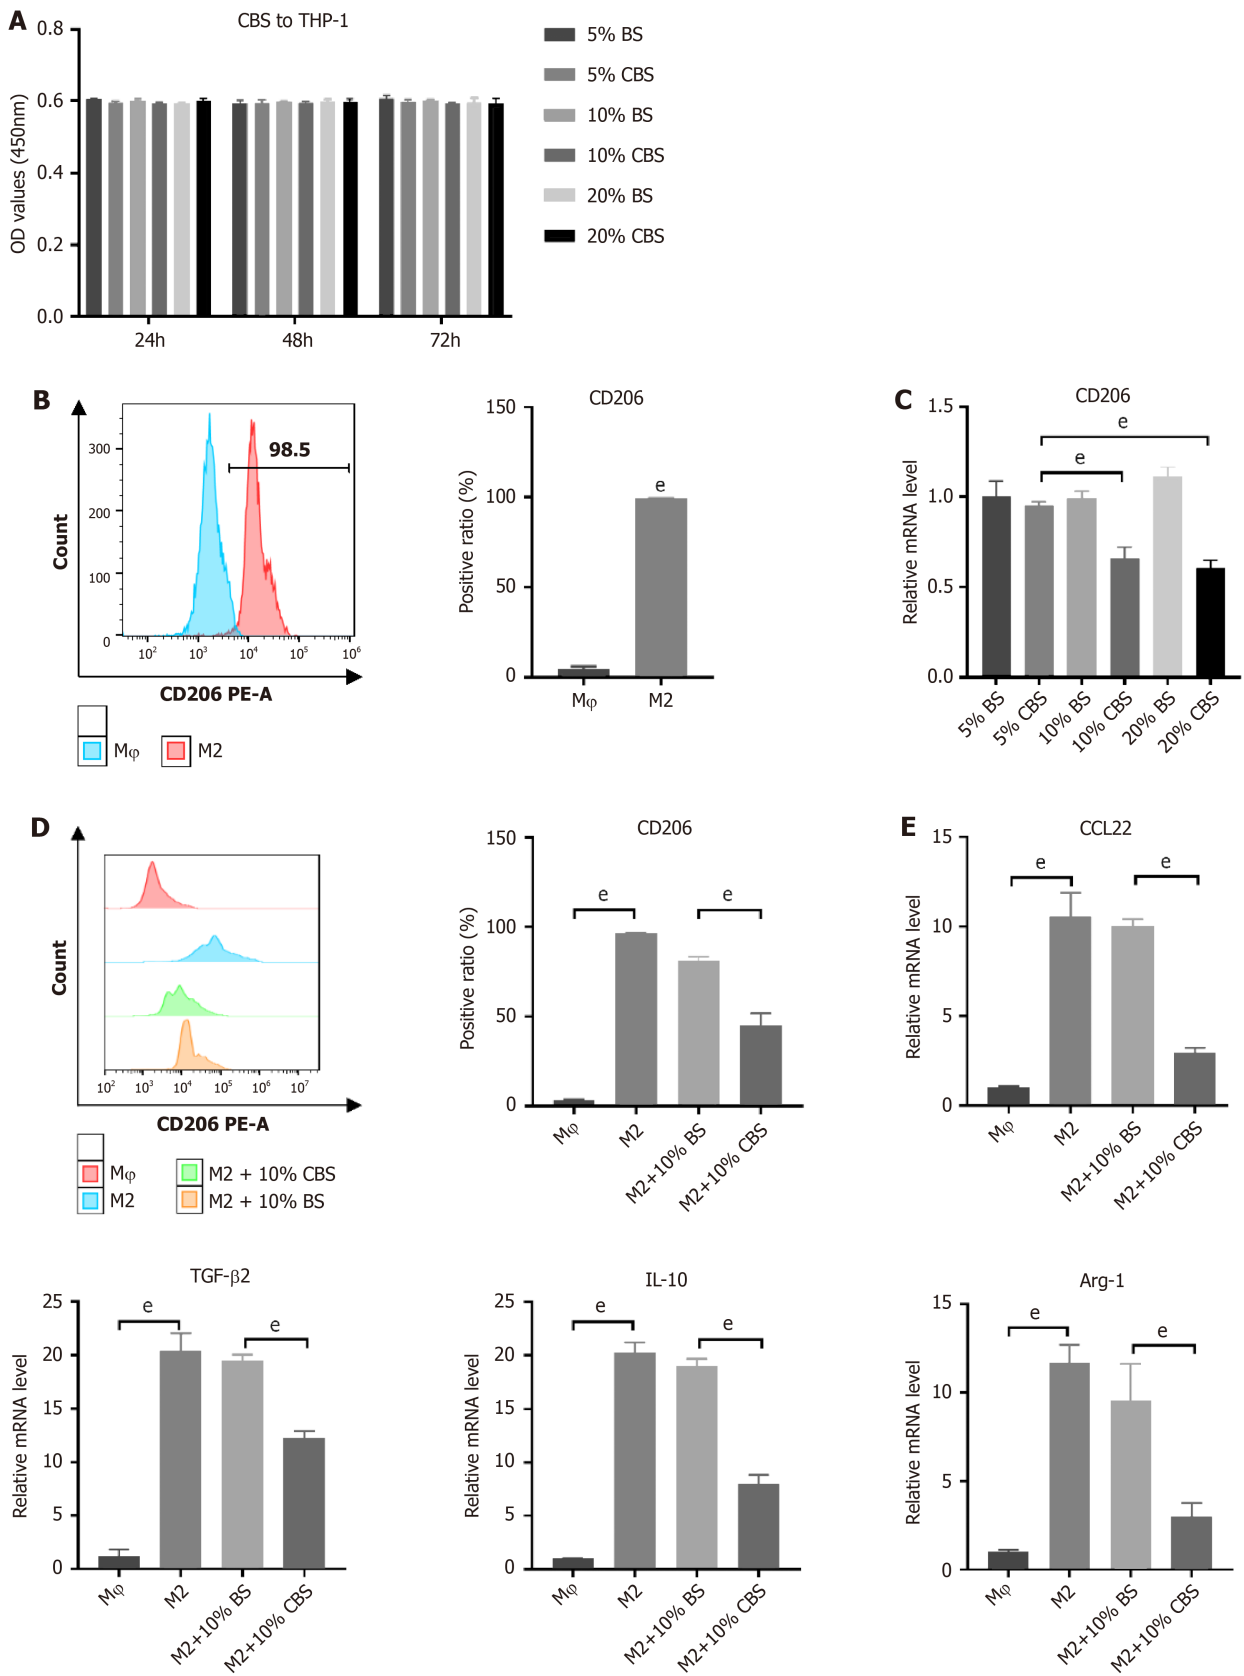 A
CBS to THP-1
OD values (450nm)
0.8
0.6
0.4
0.2
0.0
24h
48h
72h
5% BS
5% CBS
10% BS
10% CBS
20% BS
20% CBS
B
Count
300
200
100
0
98.5
10²
10³
10⁴
10⁵
10⁶
CD206 PE-A
Mφ
M2
CD206
Positive ratio (%)
150
100
50
0
e
Mφ
M2
C
CD206
Relative mRNA level
1.5
1.0
0.5
0.0
e
e
5% BS
5% CBS
10% BS
10% CBS
20% BS
20% CBS
D
Count
10²
10³
10⁴
10⁵
10⁶
10⁷
CD206 PE-A
Mφ
M2 + 10% CBS
M2
M2 + 10% BS
CD206
Positive ratio (%)
150
100
50
0
e
e
Mφ
M2
M2+10% BS
M2+10% CBS
E
CCL22
Relative mRNA level
15
10
5
0
e
e
Mφ
M2
M2+10% BS
M2+10% CBS
TGF-β2
Relative mRNA level
25
20
15
10
5
0
e
e
Mφ
M2
M2+10% BS
M2+10% CBS
IL-10
Relative mRNA level
25
20
15
10
5
0
e
e
Mφ
M2
M2+10% BS
M2+10% CBS
Arg-1
Relative mRNA level
15
10
5
0
e
e
Mφ
M2
M2+10% BS
M2+10% CBS